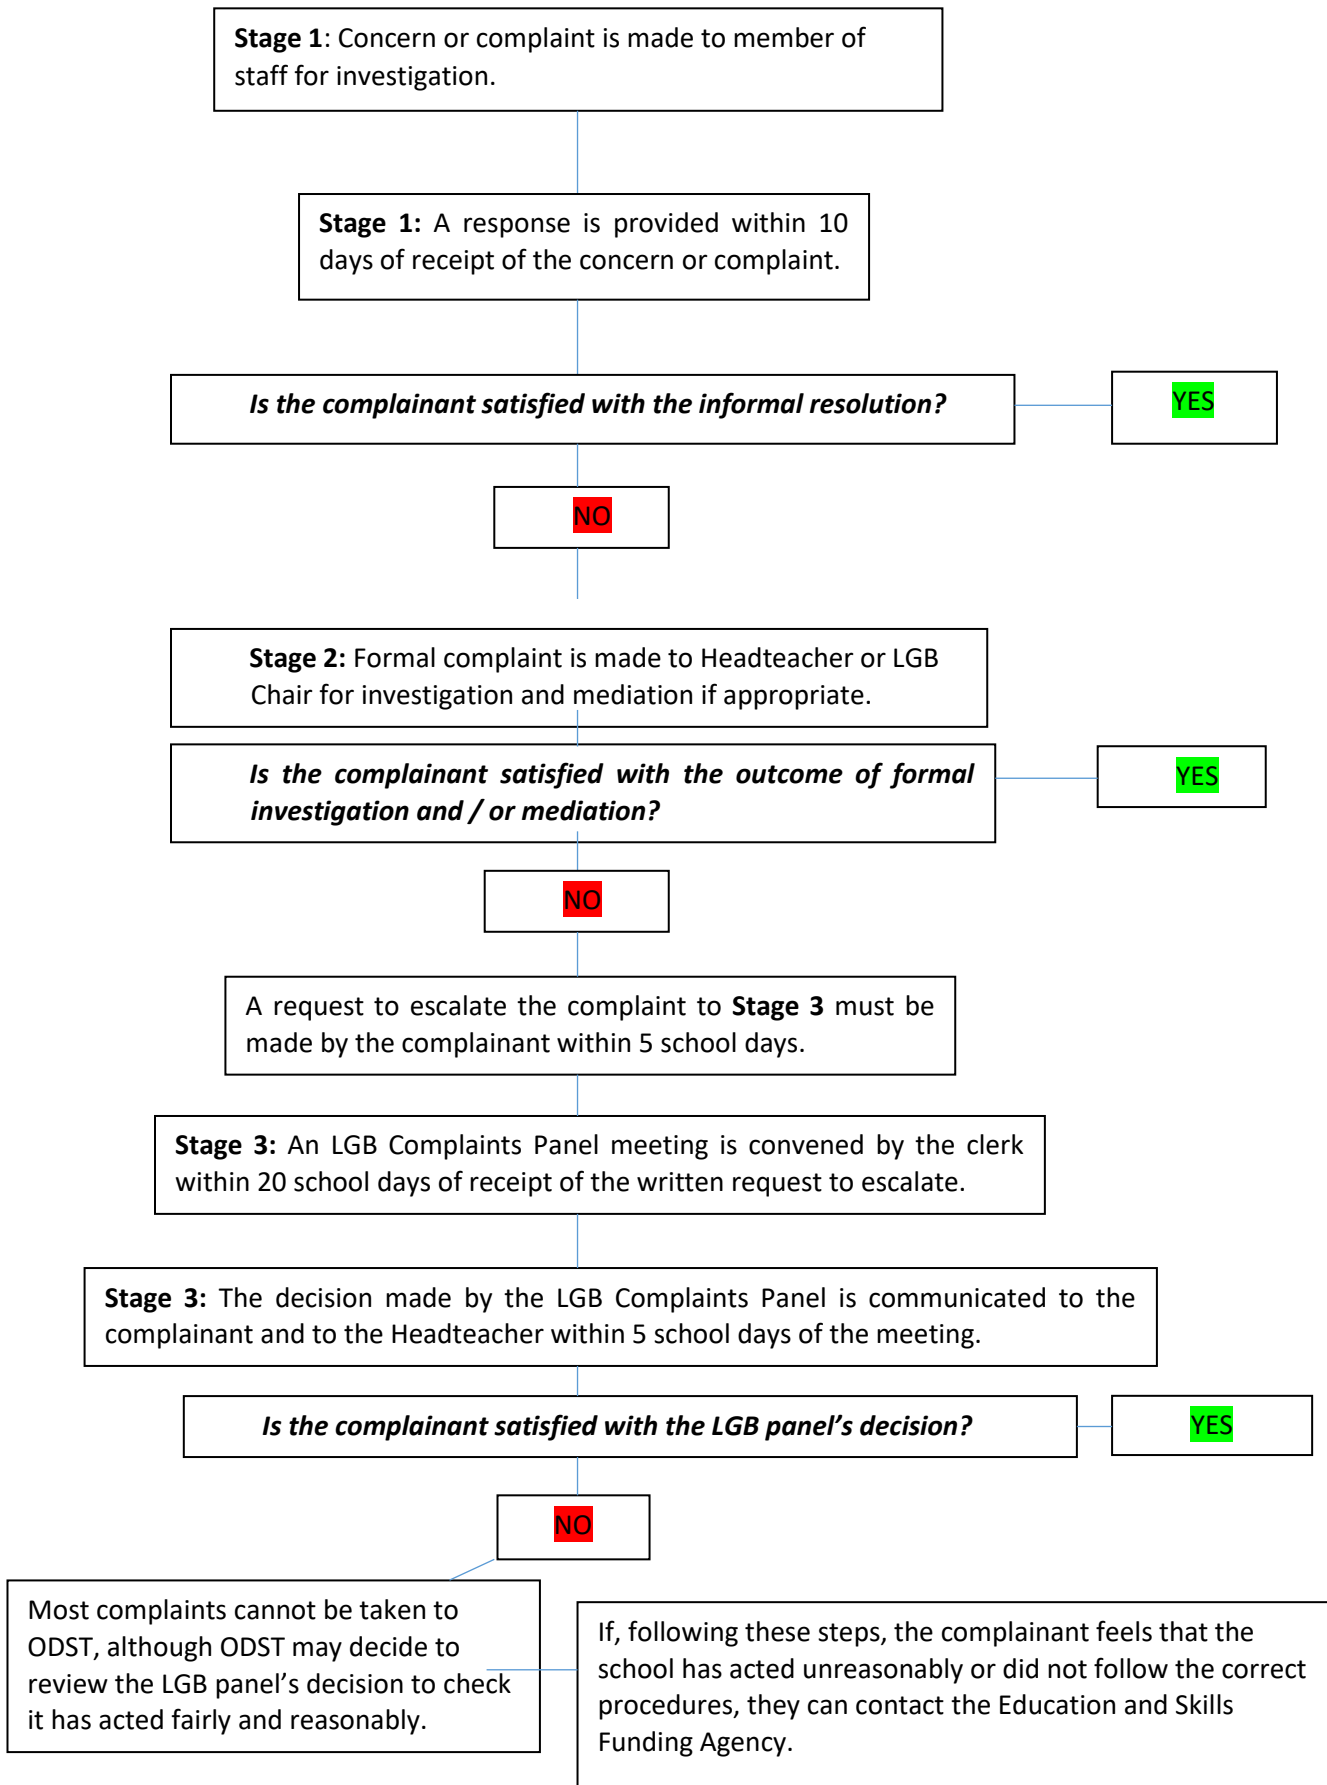 Stage 1: Concern or complaint is made to member of
staff for investigation.
Stage 1: A response is provided within 10
days of receipt of the concern or complaint.
Is the complainant satisfied with the informal resolution?
YES
NO
Stage 2: Formal complaint is made to Headteacher or LGB
Chair for investigation and mediation if appropriate.
Is the complainant satisfied with the outcome of formal
investigation and / or mediation?
YES
NO
A request to escalate the complaint to Stage 3 must be
made by the complainant within 5 school days.
Stage 3: An LGB Complaints Panel meeting is convened by the clerk
within 20 school days of receipt of the written request to escalate.
Stage 3: The decision made by the LGB Complaints Panel is communicated to the
complainant and to the Headteacher within 5 school days of the meeting.
Is the complainant satisfied with the LGB panel’s decision?
YES
NO
Most complaints cannot be taken to
ODST, although ODST may decide to
review the LGB panel’s decision to check
it has acted fairly and reasonably.
If, following these steps, the complainant feels that the
school has acted unreasonably or did not follow the correct
procedures, they can contact the Education and Skills
Funding Agency.